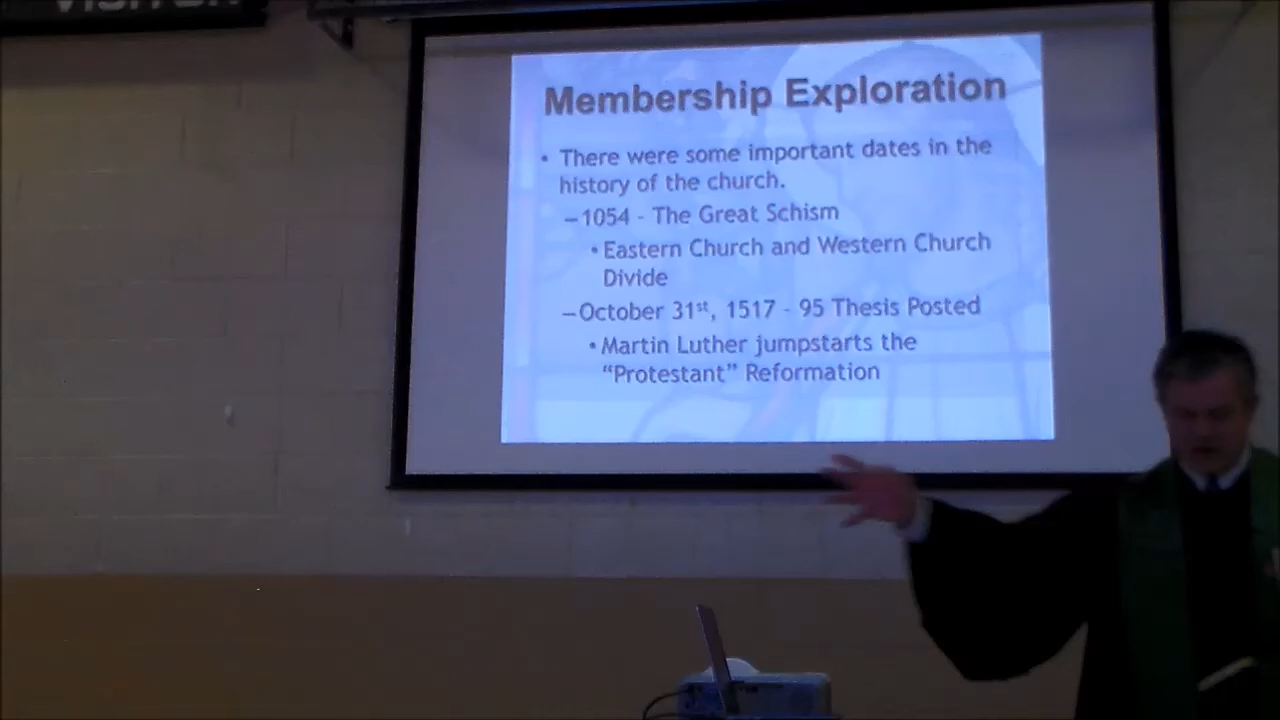 VISITOR
Membership Exploration
• There were some important dates in the
history of the church.
–1054 - The Great Schism
• Eastern Church and Western Church
Divide
–October 31st, 1517 - 95 Thesis Posted
• Martin Luther jumpstarts the
“Protestant” Reformation